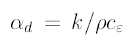 α_d = k/ρc_ε